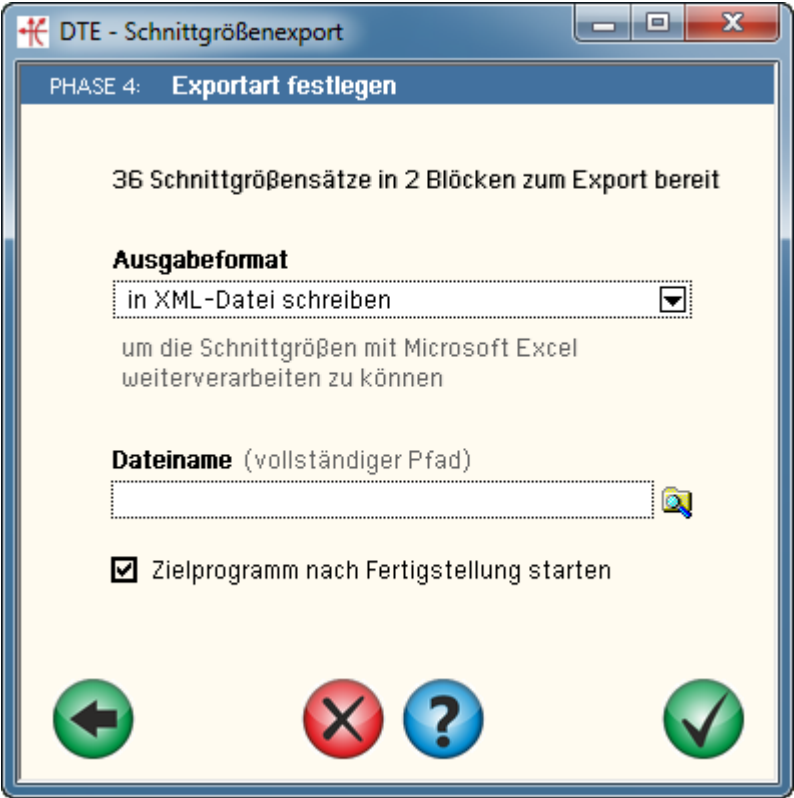 DTE - Schnittgrößenexport
PHASE 4: Exportart festlegen
36 Schnittgrößensätze in 2 Blöcken zum Export bereit
Ausgabeformat
in XML-Datei schreiben
um die Schnittgrößen mit Microsoft Excel
weiterverarbeiten zu können
Dateiname (vollständiger Pfad)
Zielprogramm nach Fertigstellung starten
?